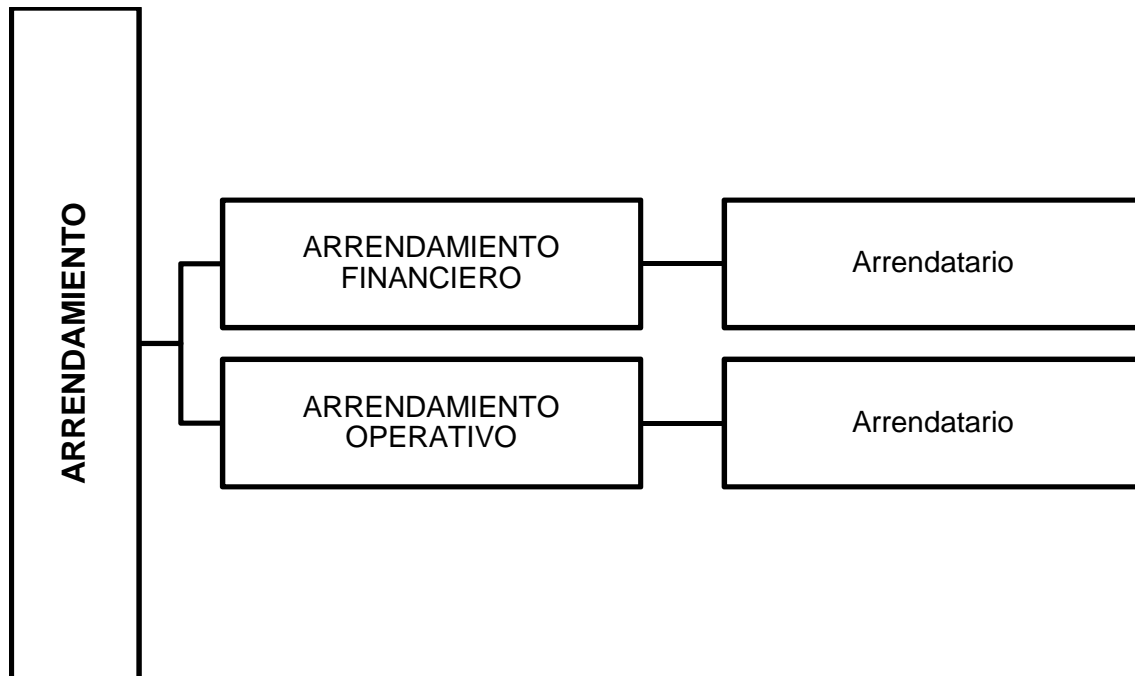 ARRENDAMIENTO
ARRENDAMIENTO
FINANCIERO
Arrendatario
ARRENDAMIENTO
OPERATIVO
Arrendatario